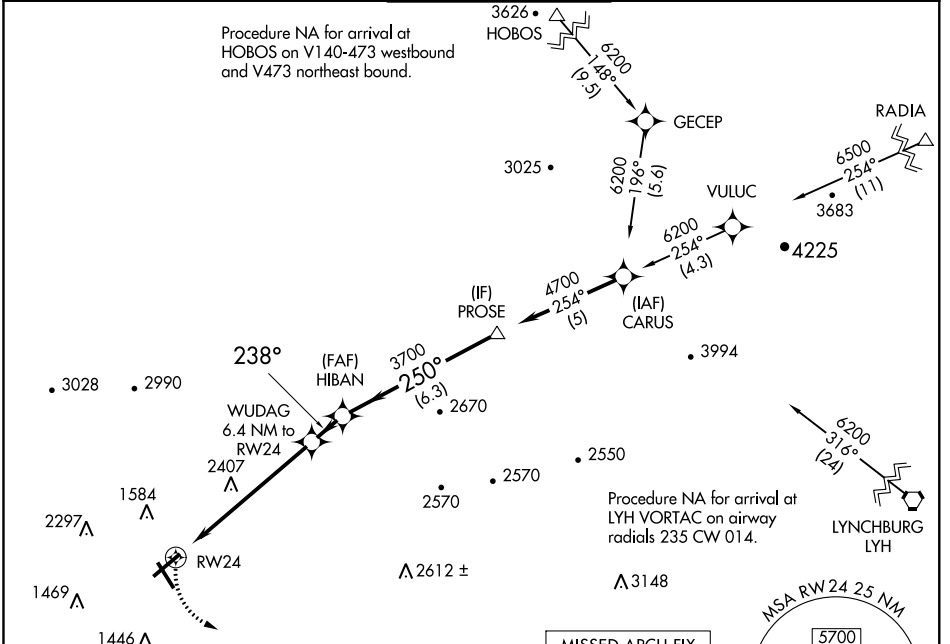 Procedure NA for arrival at
HOBOS on V140-473 westbound
and V473 northeast bound.
3626
HOBOS
6200
148°
(9.5)
GECEP
RADIA
6500
254°
(11)
3025
6200
196°
(5.6)
VULUC
3683
6200
254°
(4.3)
4225
4700
254°
(5)
(IAF)
CARUS
(IF)
PROSE
238°
(FAF)
HIBAN
3700
250°
(6.3)
3994
3028
2990
2670
WUDAG
6.4 NM to
RW24
6200
316°
(24)
2407
2550
2570
2570
1584
Procedure NA for arrival at
LYH VORTAC on airway
radials 235 CW 014.
2297
LYNCHBURG
LYH
RW24
2612 ±
3148
1469
MSA RW24 25 NM
5700
1446
MISSED APCH FIX